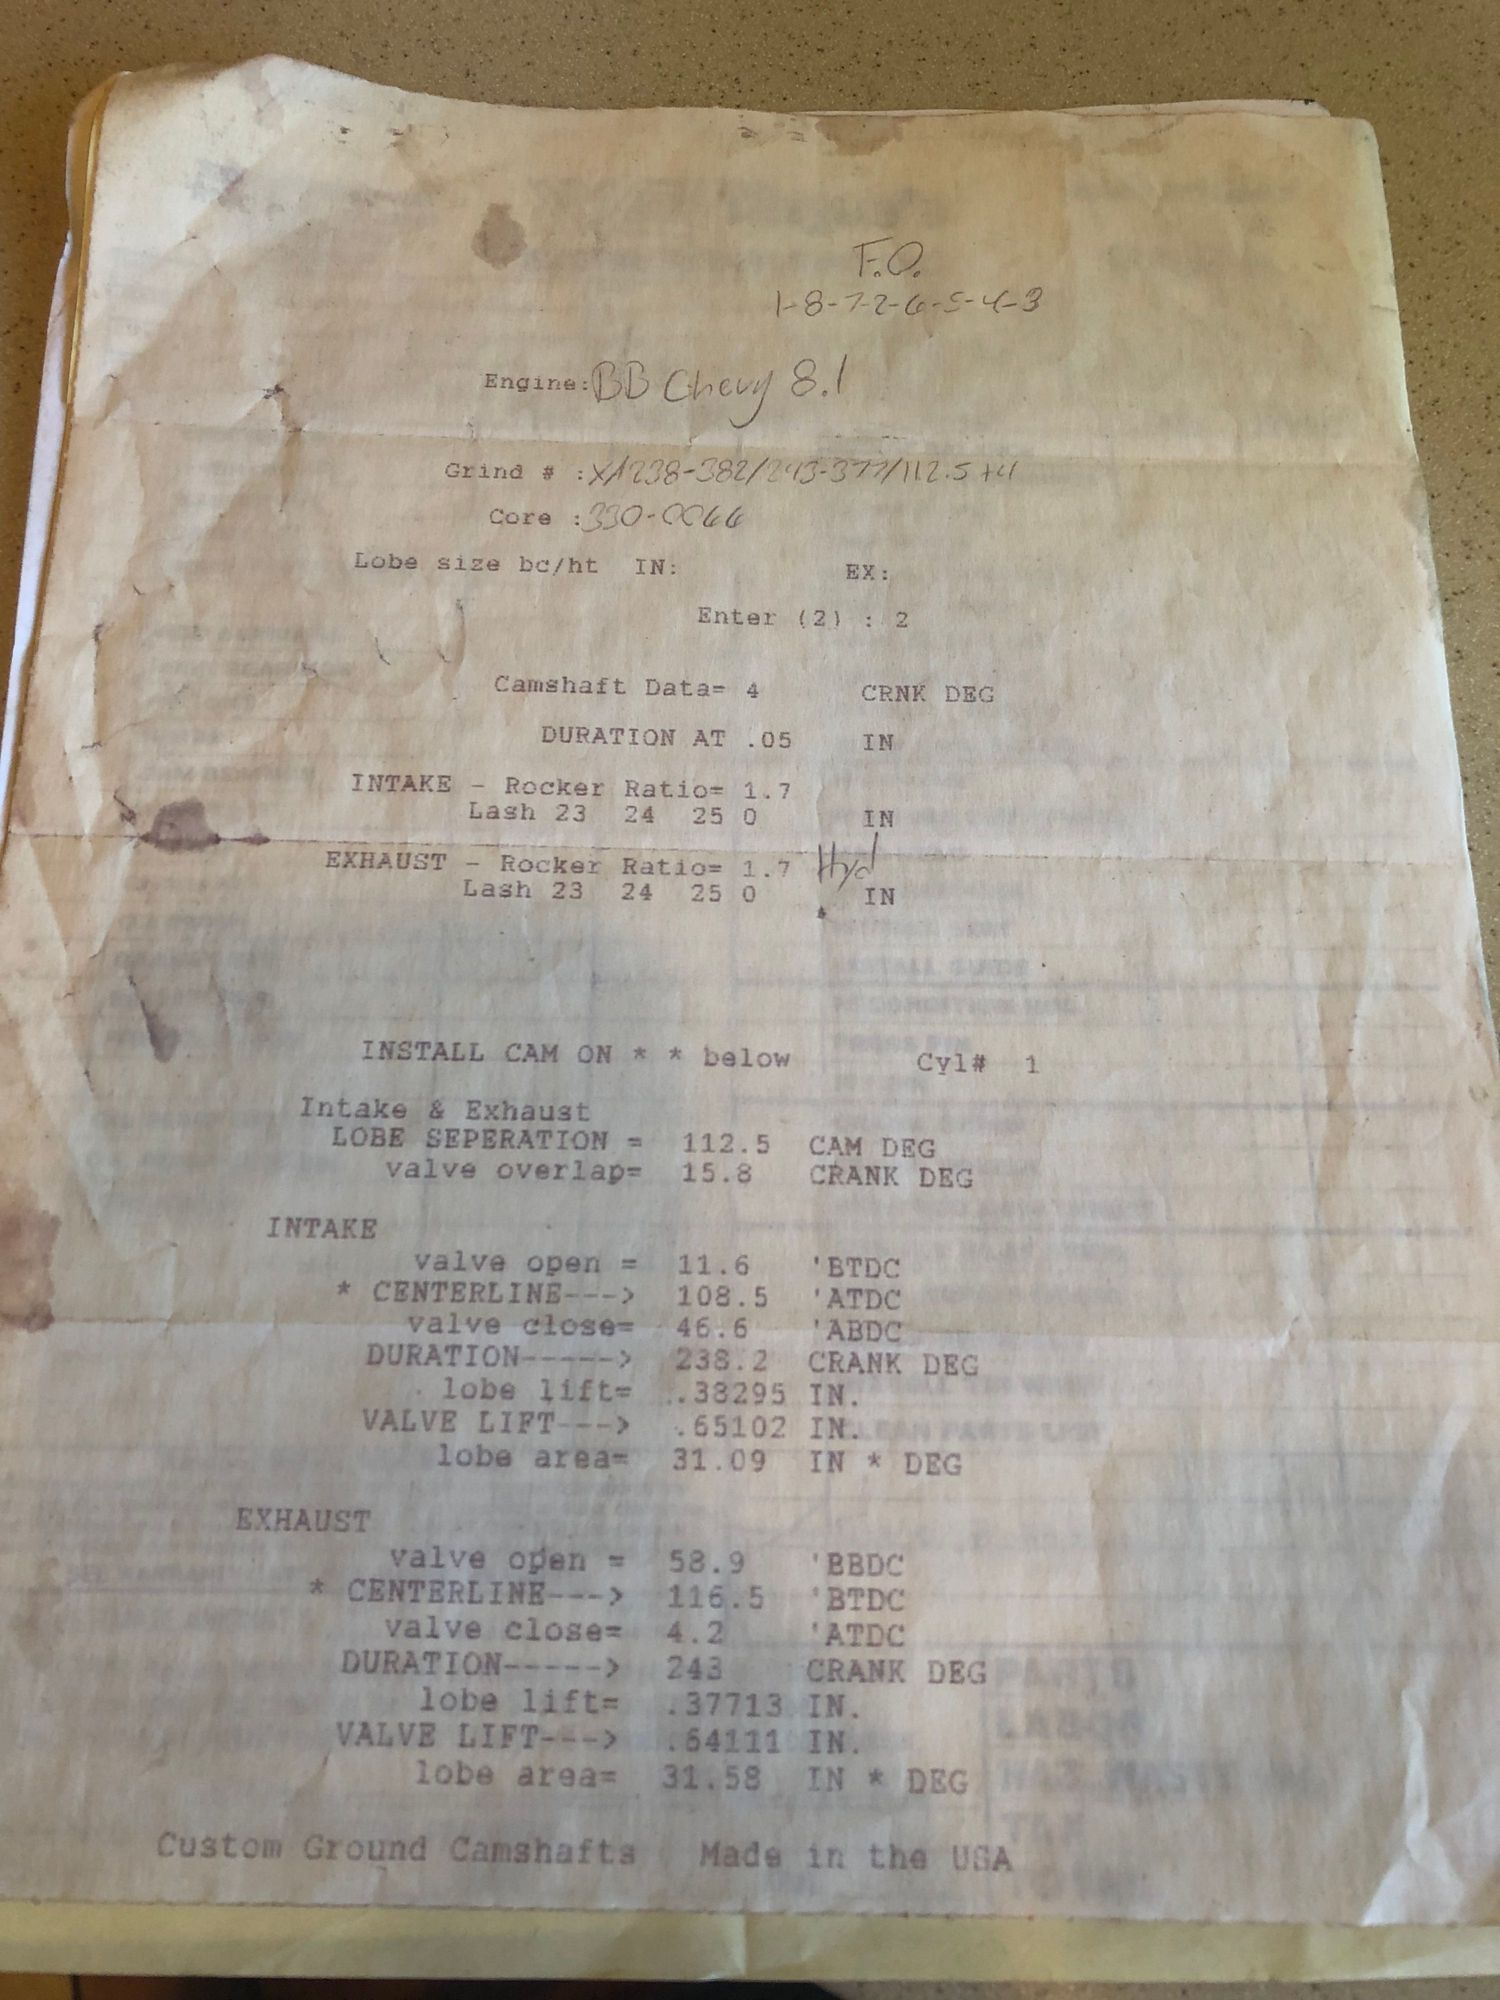 F.O.
1-8-7-2-6-5-4-3
Engine: BB Chevy 8.1
Grind # : XA238-382/243-377/112.5 +4
Core : 330-0066
Lobe size bc/ht IN: EX:
Enter (2) : 2
Camshaft Data= 4 CRNK DEG
DURATION AT .05 IN
INTAKE - Rocker Ratio= 1.7
Lash 23 24 25 0 IN
EXHAUST - Rocker Ratio= 1.7 Hyd
Lash 23 24 25 0 IN
INSTALL CAM ON * * below Cyl# 1
Intake & Exhaust
LOBE SEPERATION = 112.5 CAM DEG
valve overlap= 15.8 CRANK DEG
INTAKE
valve open = 11.6 'BTDC
* CENTERLINE---> 108.5 'ATDC
valve close= 46.6 'ABDC
DURATION-----> 238.2 CRANK DEG
lobe lift= .38295 IN.
VALVE LIFT---> .65102 IN.
lobe area= 31.09 IN * DEG
EXHAUST
valve open = 58.9 'BBDC
* CENTERLINE---> 116.5 'BTDC
valve close= 4.2 'ATDC
DURATION-----> 243 CRANK DEG
lobe lift= .37713 IN.
VALVE LIFT---> .64111 IN.
lobe area= 31.58 IN * DEG
Custom Ground Camshafts Made in the USA